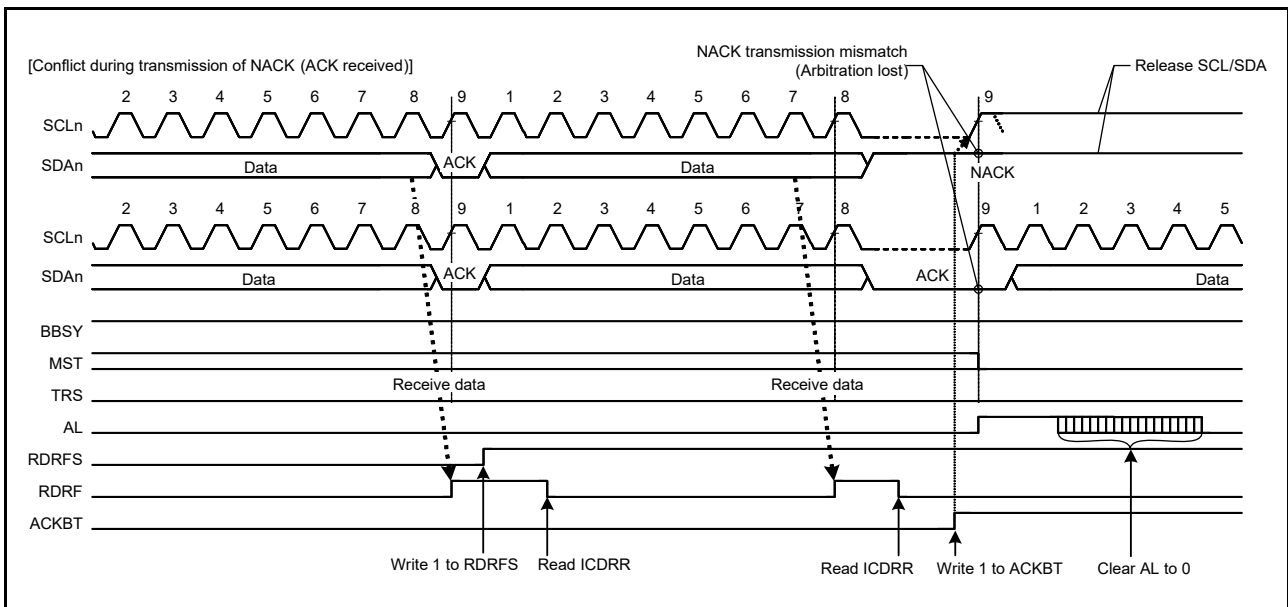 NACK transmission mismatch
(Arbitration lost)
[Conflict during transmission of NACK (ACK received)]
Release SCL/SDA
2 3 4 5 6 7 8 9 1 2 3 4 5 6 7 8 9
SCLn
SDAn
Data ACK Data NACK
2 3 4 5 6 7 8 9 1 2 3 4 5 6 7 8 9 1 2 3 4 5
SCLn
SDAn
Data ACK Data ACK Data
BBSY
MST
TRS
Receive data Receive data
AL
RDRFS
RDRF
ACKBT
Write 1 to RDRFS Read ICDRR Read ICDRR Write 1 to ACKBT Clear AL to 0